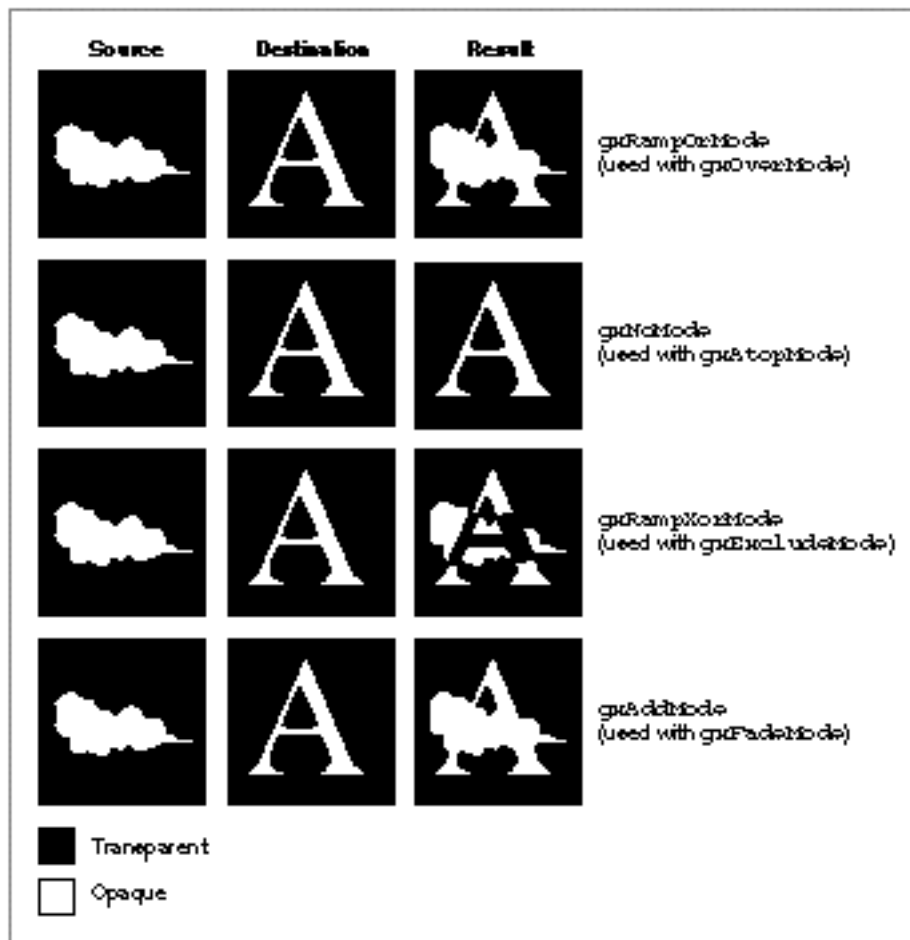 Source Destination Result
A A
gxRampOrMode
(used with gxOverMode)
A A
gxNoMode
(used with gxAtopMode)
A A
gxRampXorMode
(used with gxExcludeMode)
A A
gxAddMode
(used with gxFadeMode)
Transparent
Opaque